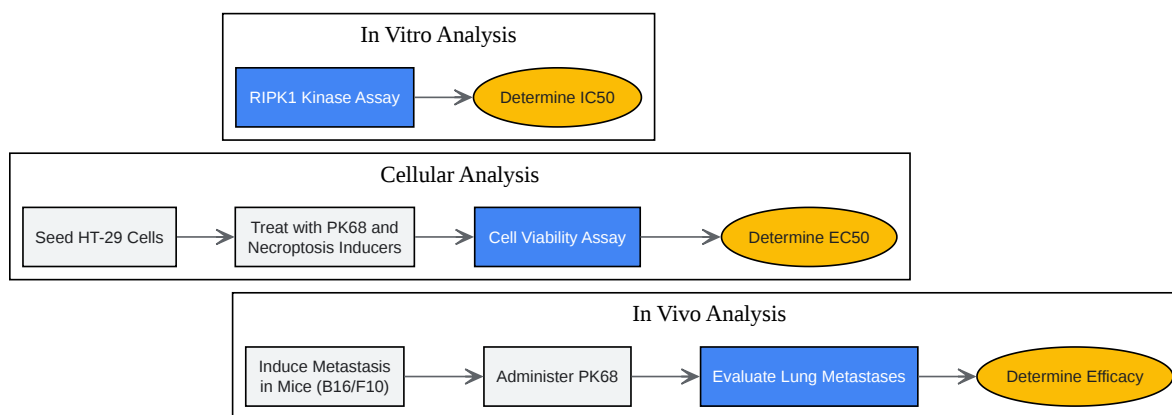 In Vitro Analysis
RIPK1 Kinase Assay
Determine IC50
Cellular Analysis
Seed HT-29 Cells
Treat with PK68 and
Necroptosis Inducers
Cell Viability Assay
Determine EC50
In Vivo Analysis
Induce Metastasis
in Mice (B16/F10)
Administer PK68
Evaluate Lung Metastases
Determine Efficacy